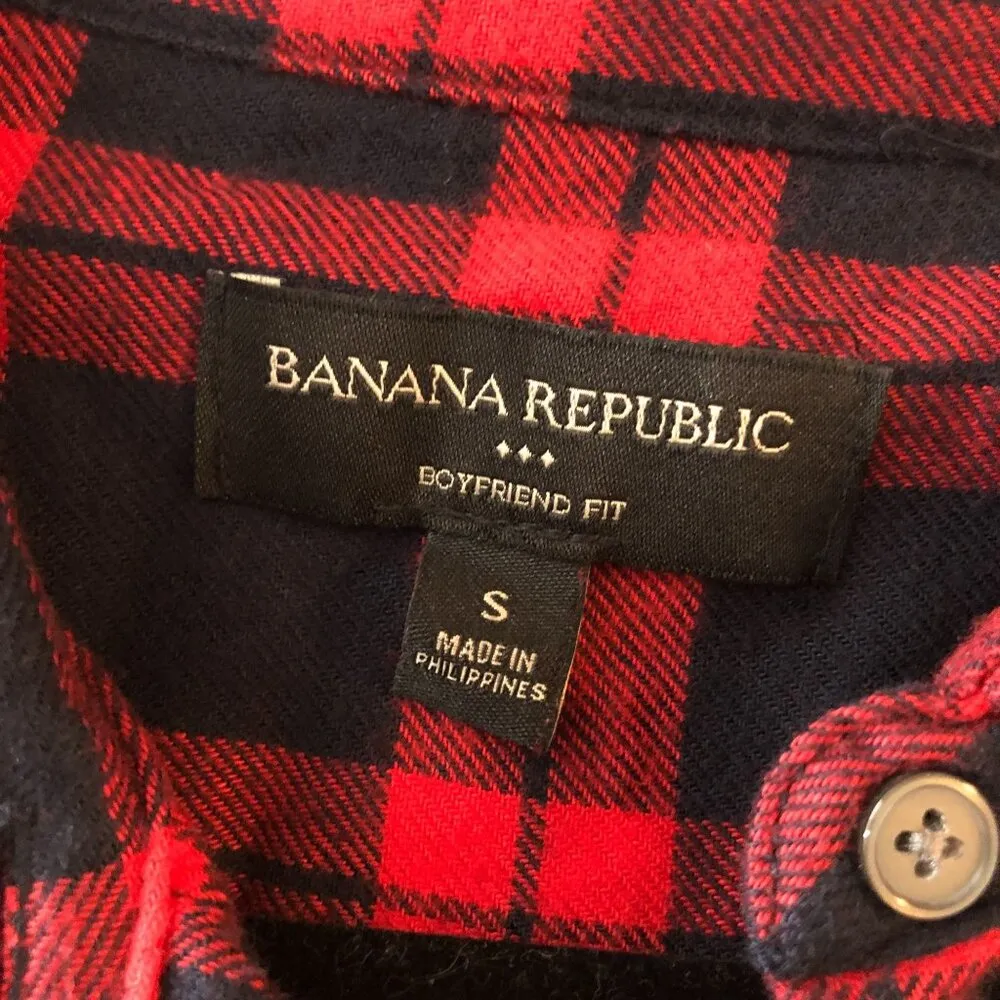 BANANA REPUBLIC
BOYFRIEND FIT
S
MADE IN
PHILIPPINES